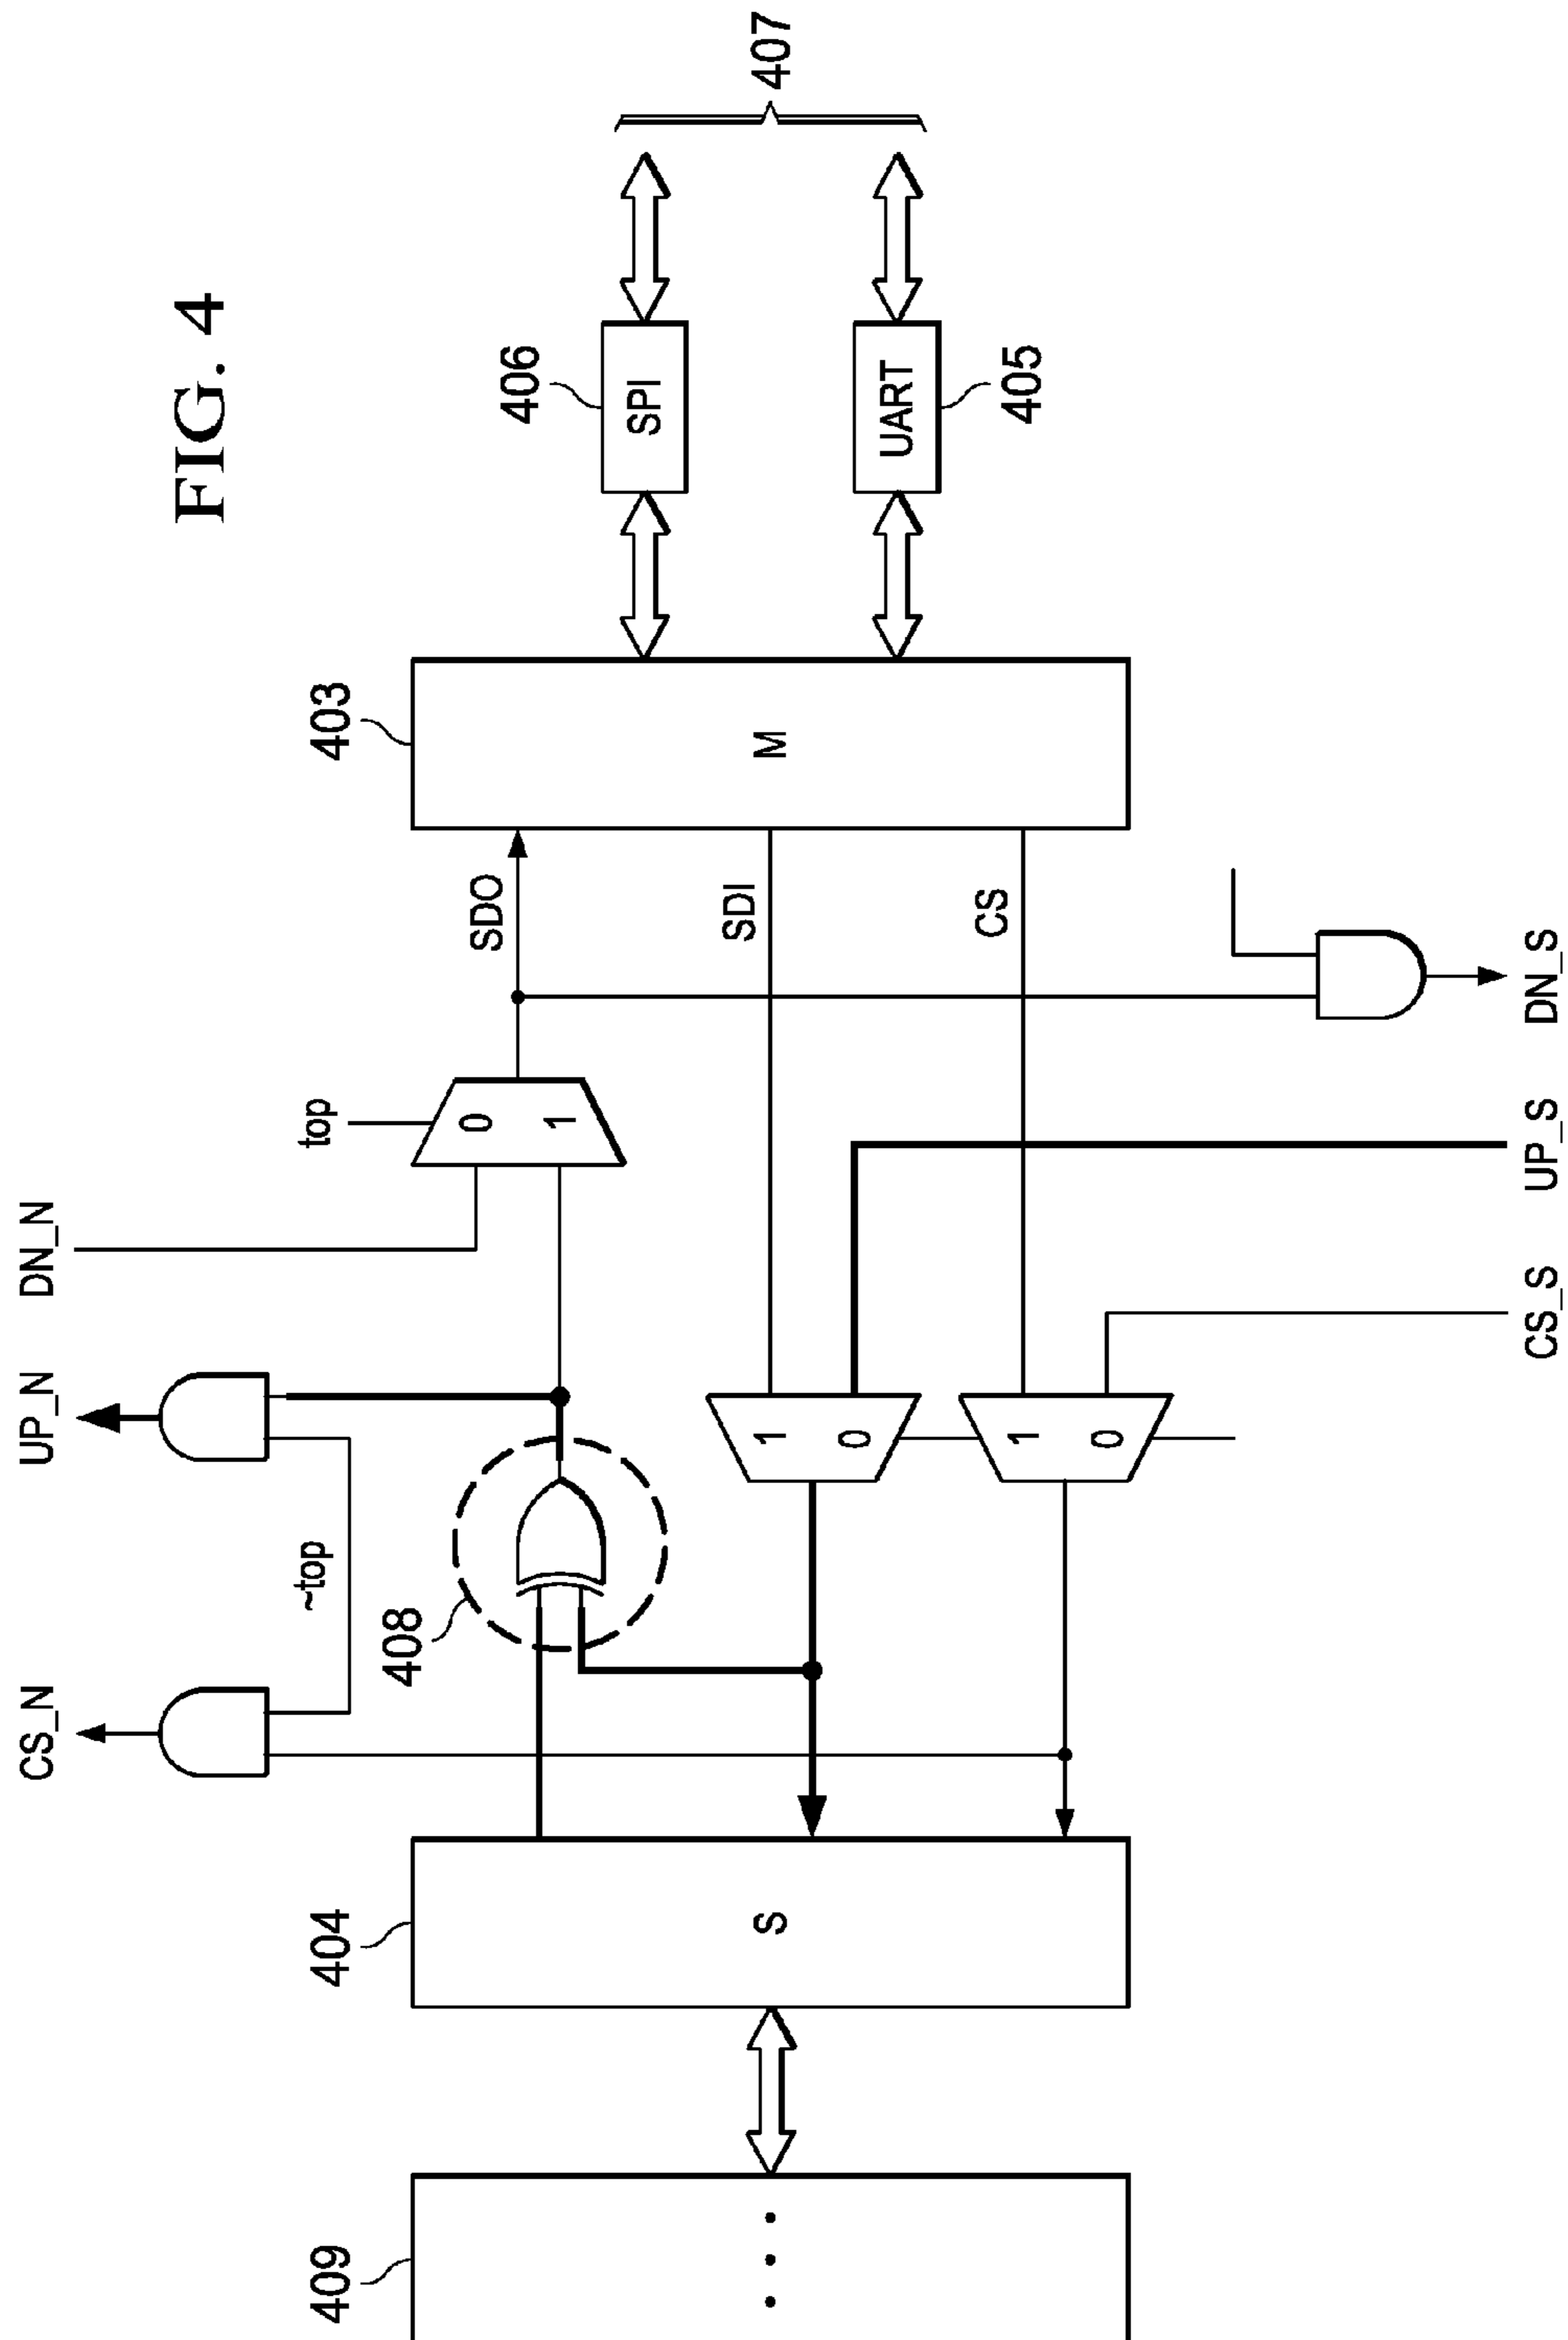 FIG. 4
407
406
SPI
UART
405
403
M
SDO
SDI
CS
DN_S
top
0
1
DN_N
UP_S
UP_N
1
0
1
0
CS_S
~top
408
CS_N
404
S
409
. . .